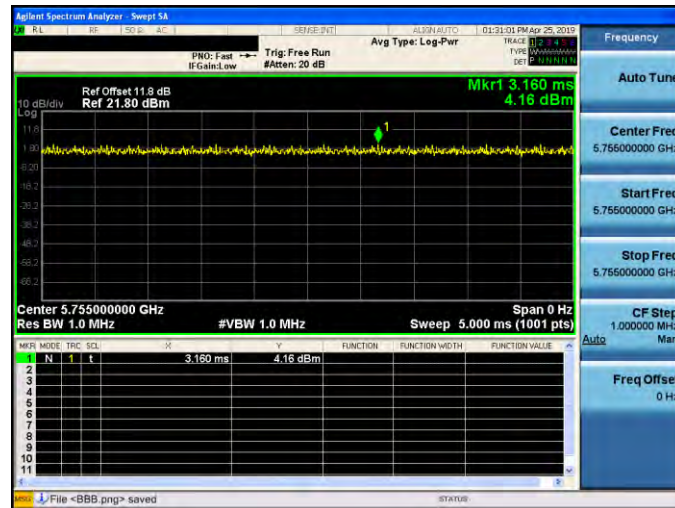 Agilent Spectrum Analyzer - Swept SA
RL RF 50 Ω AC SENSE:INT ALIGN AUTO 01:31:01 PM Apr 25, 2019
Avg Type: Log-Pwr
TRACE 1 2 3 4 5 6
PNO: Fast Trig: Free Run TYPE
IFGain:Low #Atten: 20 dB DET P N N N N N
Mkr1 3.160 ms
4.16 dBm
Ref Offset 11.8 dB
10 dB/div Ref 21.80 dBm
Log
11.8
1
1.80
-8.20
-18.2
-28.2
-38.2
-48.2
-58.2
-68.2
Center 5.755000000 GHz Span 0 Hz
Res BW 1.0 MHz #VBW 1.0 MHz Sweep 5.000 ms (1001 pts)
MKR MODE TRC SCL X Y FUNCTION FUNCTION WIDTH FUNCTION VALUE
1 N 1 t 3.160 ms 4.16 dBm
2
3
4
5
6
7
8
9
10
11
MSG File <BBB.png> saved STATUS
Frequency
Auto Tune
Center Freq
5.755000000 GHz
Start Freq
5.755000000 GHz
Stop Freq
5.755000000 GHz
CF Step
1.000000 MHz
Auto Man
Freq Offset
0 Hz